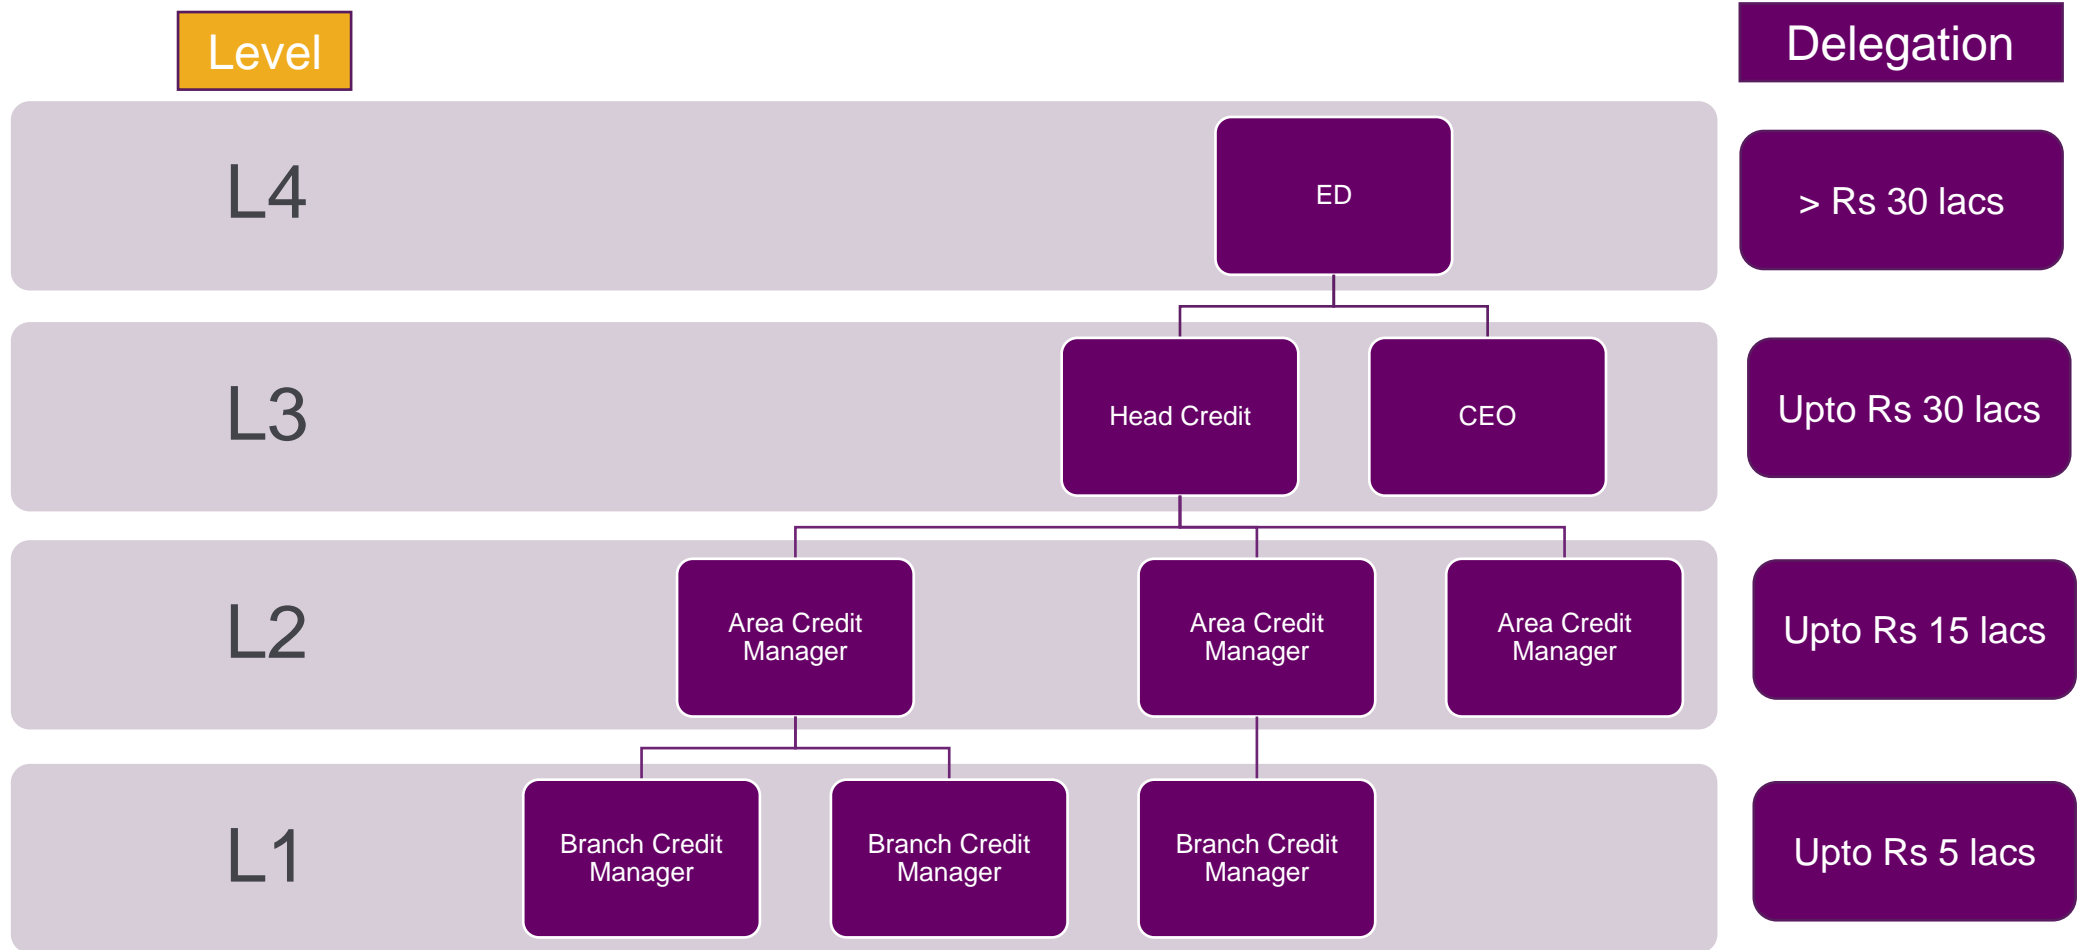 Level
Delegation
L4
ED
> Rs 30 lacs
L3
Head Credit
CEO
Upto Rs 30 lacs
L2
Area Credit
Manager
Area Credit
Manager
Area Credit
Manager
Upto Rs 15 lacs
L1
Branch Credit
Manager
Branch Credit
Manager
Branch Credit
Manager
Upto Rs 5 lacs